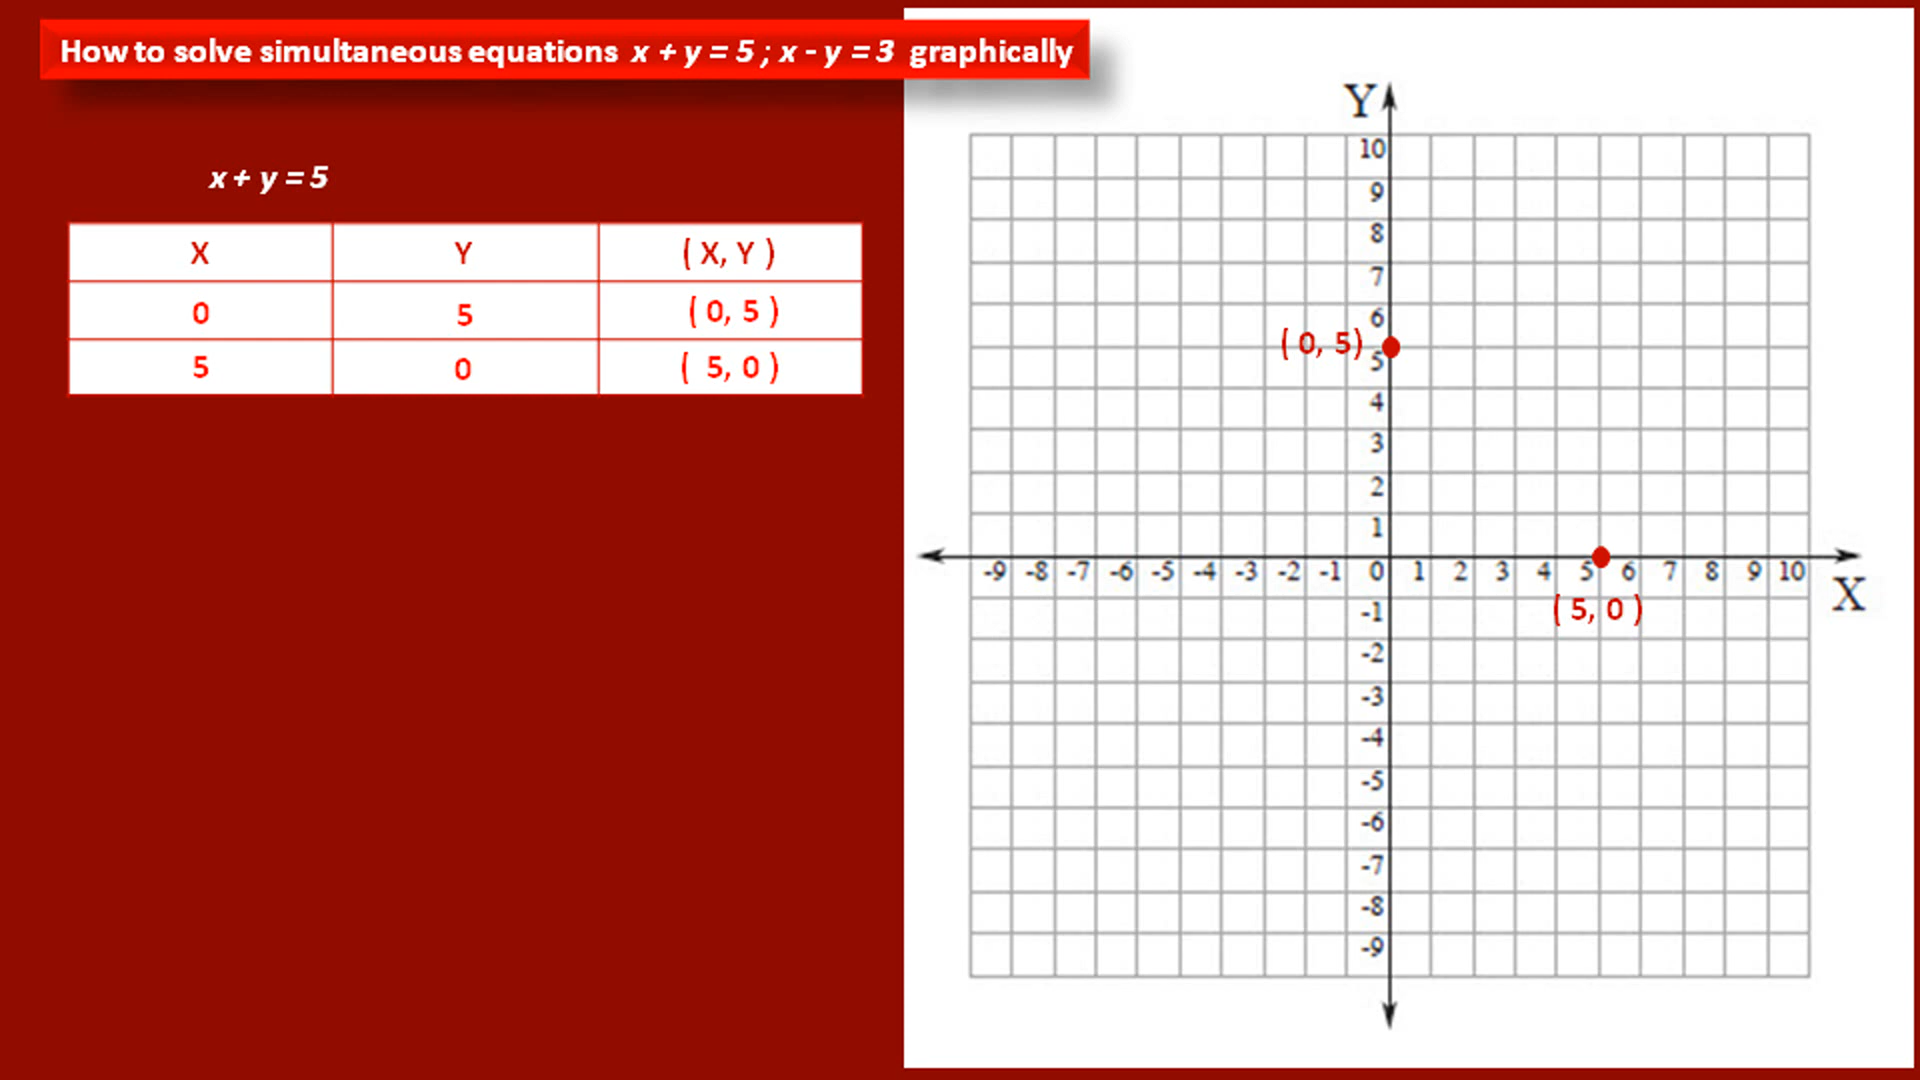 How to solve simultaneous equations x + y = 5 ; x - y = 3 graphically
x + y = 5
X Y ( X, Y )
0 5 ( 0, 5 )
5 0 ( 5, 0 )
Y
10
9
8
7
6
( 0, 5)
5
4
3
2
1
-9 -8 -7 -6 -5 -4 -3 -2 -1 0 1 2 3 4 5 6 7 8 9 10
X
( 5, 0 )
-1
-2
-3
-4
-5
-6
-7
-8
-9